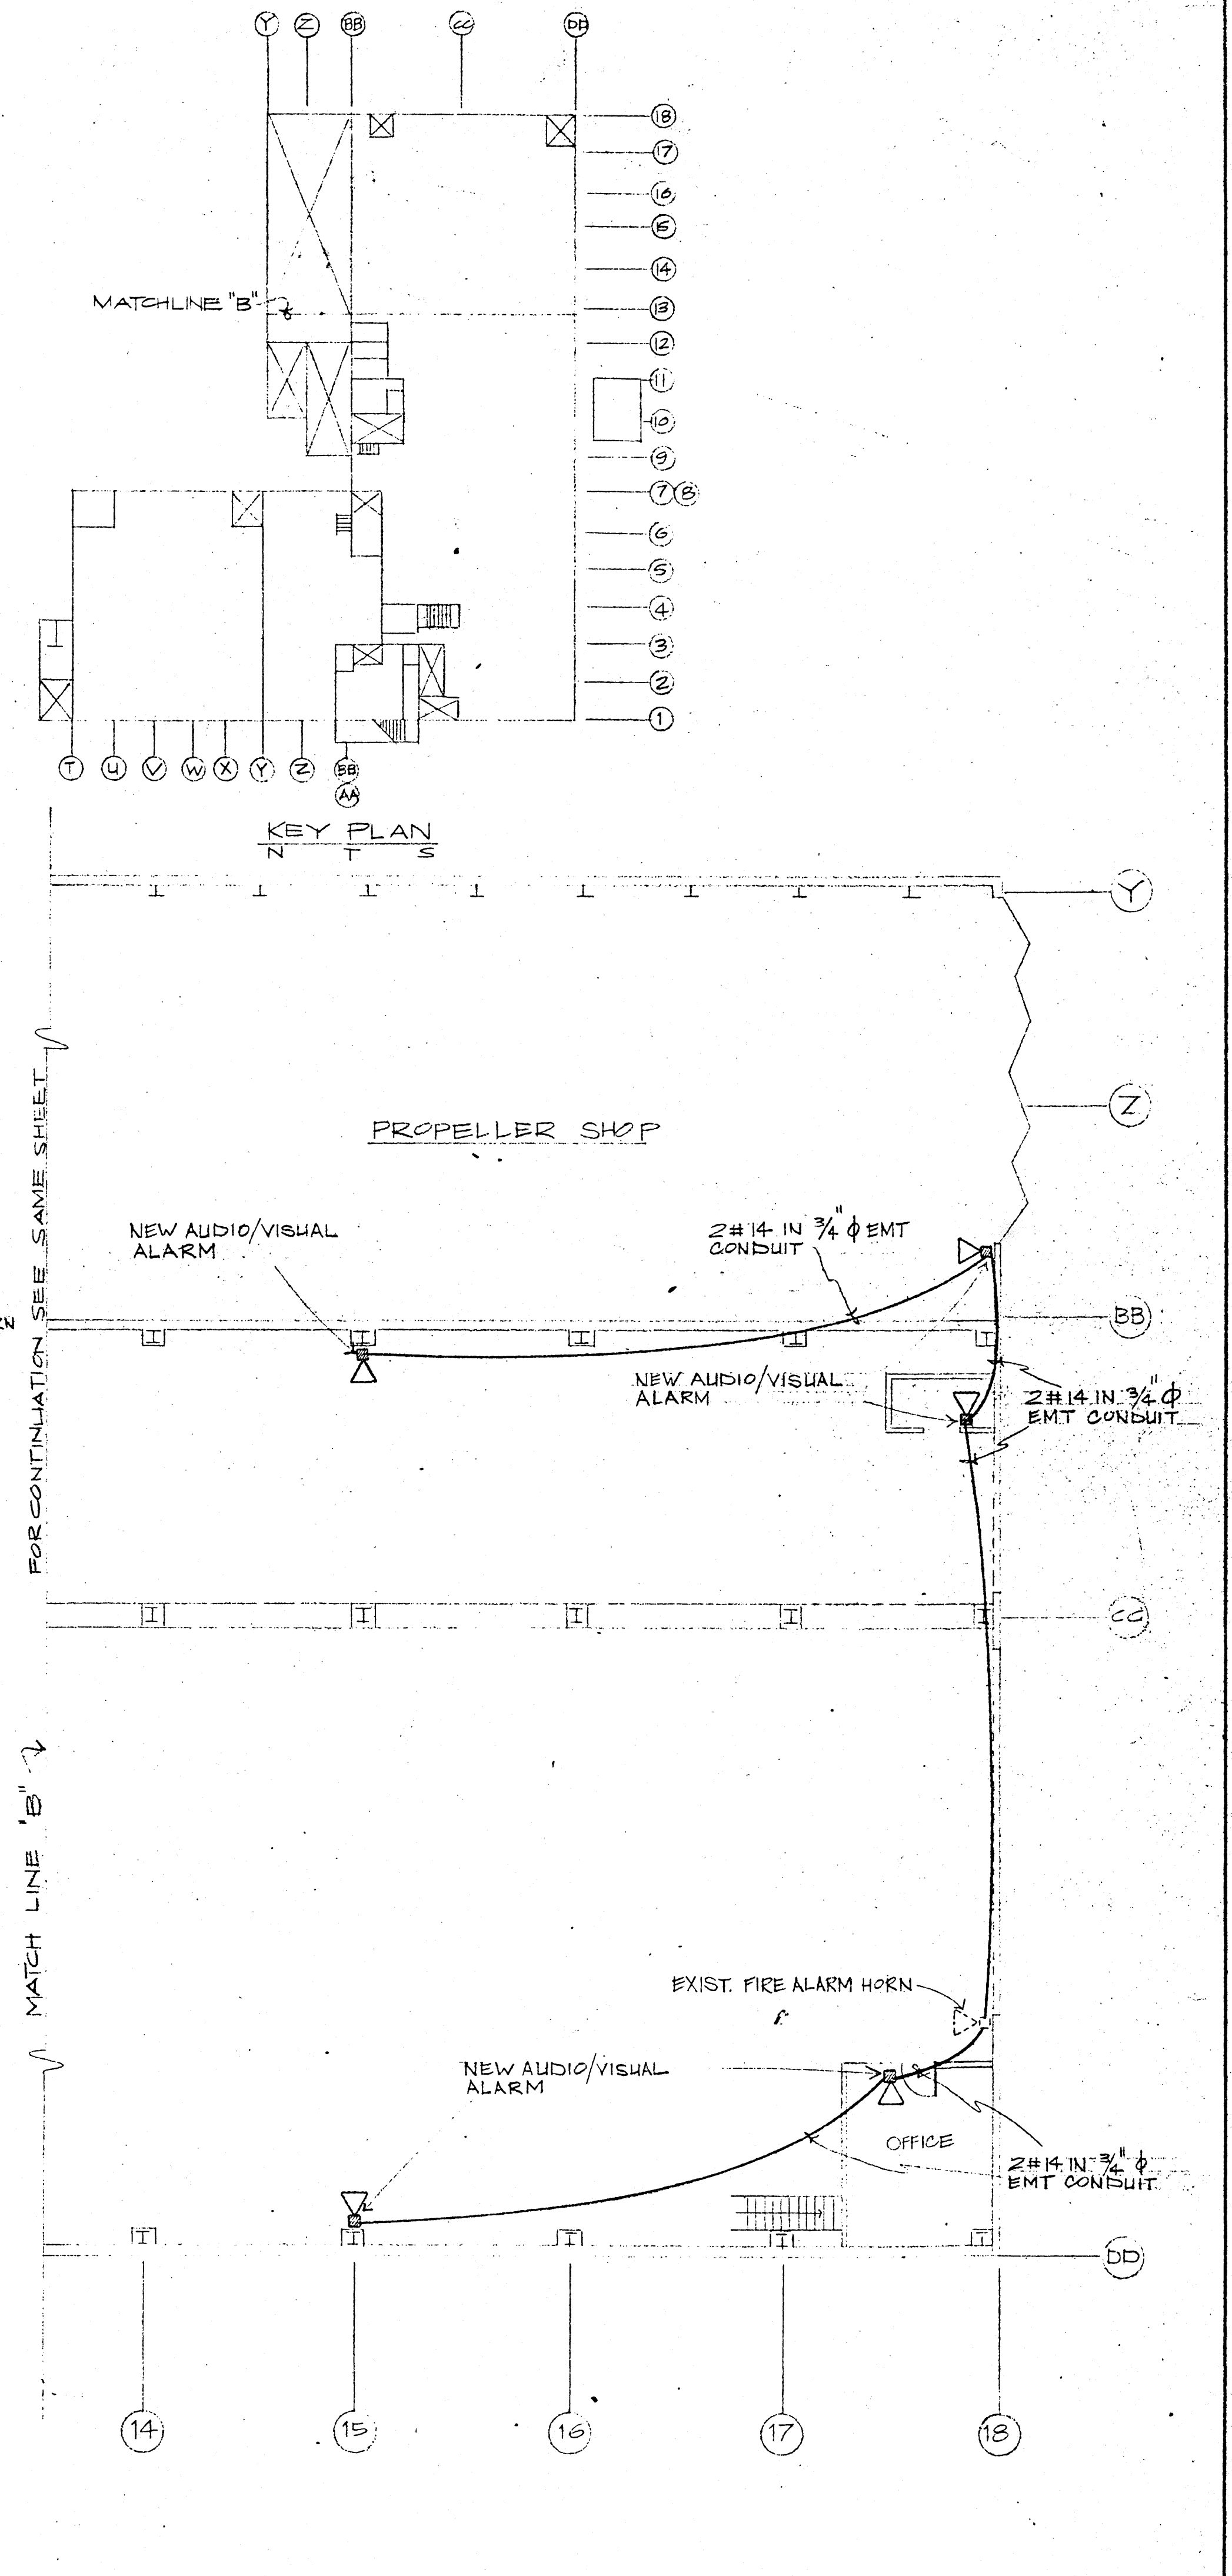 Y Z BB CC DD
18
17
16
15
14
MATCHLINE "B"
13
12
11
10
9
7 8
6
5
4
3
2
1
T U V W X Y Z BB
AA
KEY PLAN
N T S
Y
Z
PROPELLER SHOP
FOR CONTINUATION SEE SAME SHEET
NEW AUDIO/VISUAL
ALARM
2#14 IN 3/4" φ EMT
CONDUIT
BB
NEW AUDIO/VISUAL
ALARM
2#14 IN 3/4" φ
EMT CONDUIT
CC
MATCH LINE "B"
EXIST. FIRE ALARM HORN
NEW AUDIO/VISUAL
ALARM
OFFICE
2#14 IN 3/4" φ
EMT CONDUIT
DD
14 15 16 17 18